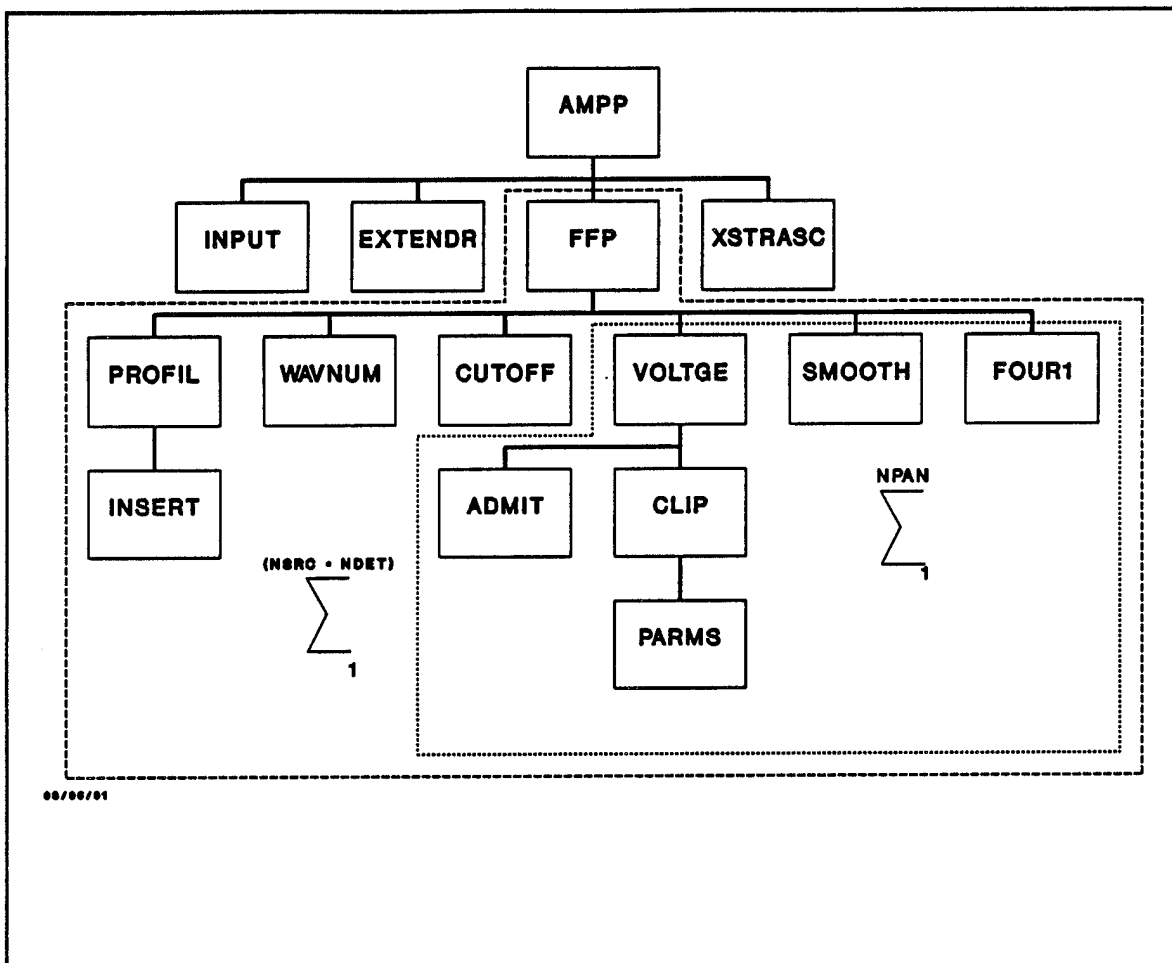 AMPP
INPUT
EXTENDR
FFP
XSTRASC
PROFIL
WAVNUM
CUTOFF
VOLTGE
SMOOTH
FOUR1
INSERT
ADMIT
CLIP
NPAN
1
(NSRC * NDET)
1
PARMS